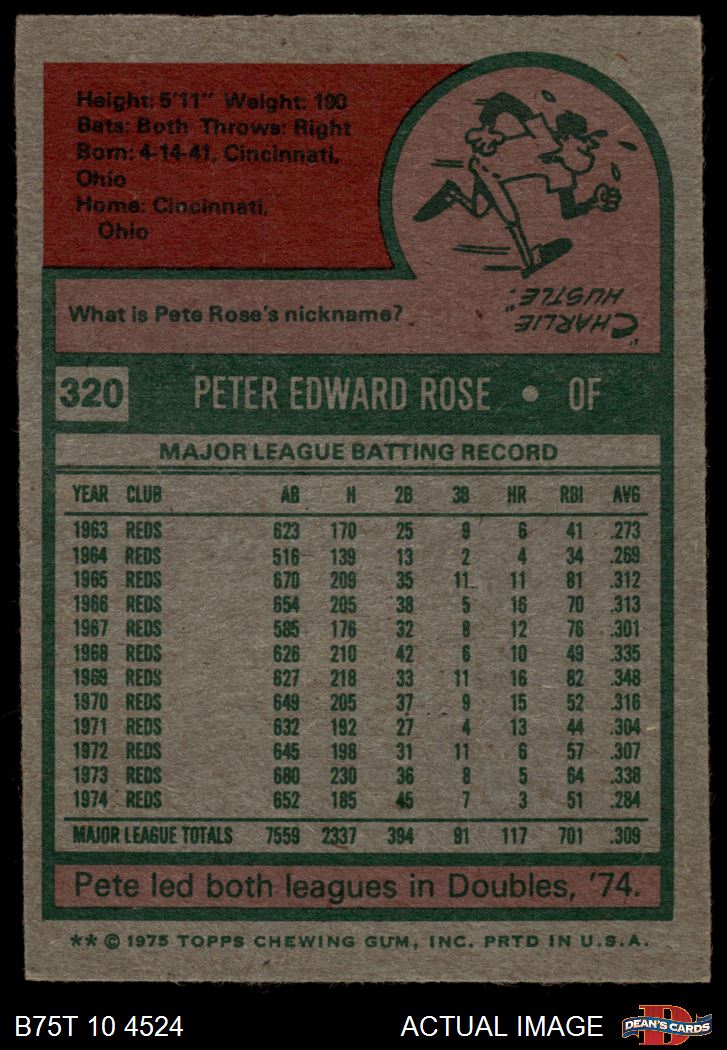 Height: 5'11" Weight: 190
Bats: Both Throws: Right
Born: 4-14-41, Cincinnati,
Ohio
Home: Cincinnati,
Ohio
"CHARLIE
HUSTLE".
What is Pete Rose's nickname?
320 PETER EDWARD ROSE • OF
MAJOR LEAGUE BATTING RECORD
YEAR CLUB AB H 2B 3B HR RBI AVG
1963 REDS 623 170 25 9 6 41 .273
1964 REDS 516 139 13 2 4 34 .269
1965 REDS 670 209 35 11 11 81 .312
1966 REDS 654 205 38 5 16 70 .313
1967 REDS 585 176 32 8 12 76 .301
1968 REDS 626 210 42 6 10 49 .335
1969 REDS 627 218 33 11 16 82 .348
1970 REDS 649 205 37 9 15 52 .316
1971 REDS 632 192 27 4 13 44 .304
1972 REDS 645 198 31 11 6 57 .307
1973 REDS 680 230 36 8 5 64 .338
1974 REDS 652 185 45 7 3 51 .284
MAJOR LEAGUE TOTALS 7559 2337 394 91 117 701 .309
Pete led both leagues in Doubles, '74.
** © 1975 TOPPS CHEWING GUM, INC. PRTD IN U.S.A.
B75T 10 4524 ACTUAL IMAGE
D
DEAN'S CARDS